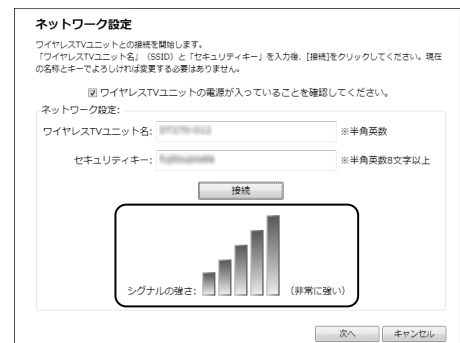 ネットワーク設定
ワイヤレスTVユニットとの接続を開始します。
「ワイヤレスTVユニット名」(SSID)と「セキュリティキー」を入力後、[接続]をクリックしてください。現在
の名称とキーでよろしければ変更する必要はありません。
ワイヤレスTVユニットの電源が入っていることを確認してください。
ネットワーク設定:
ワイヤレスTVユニット名: ※半角英数
セキュリティキー: ※半角英数8文字以上
接続
シグナルの強さ: (非常に強い)
次へ キャンセル